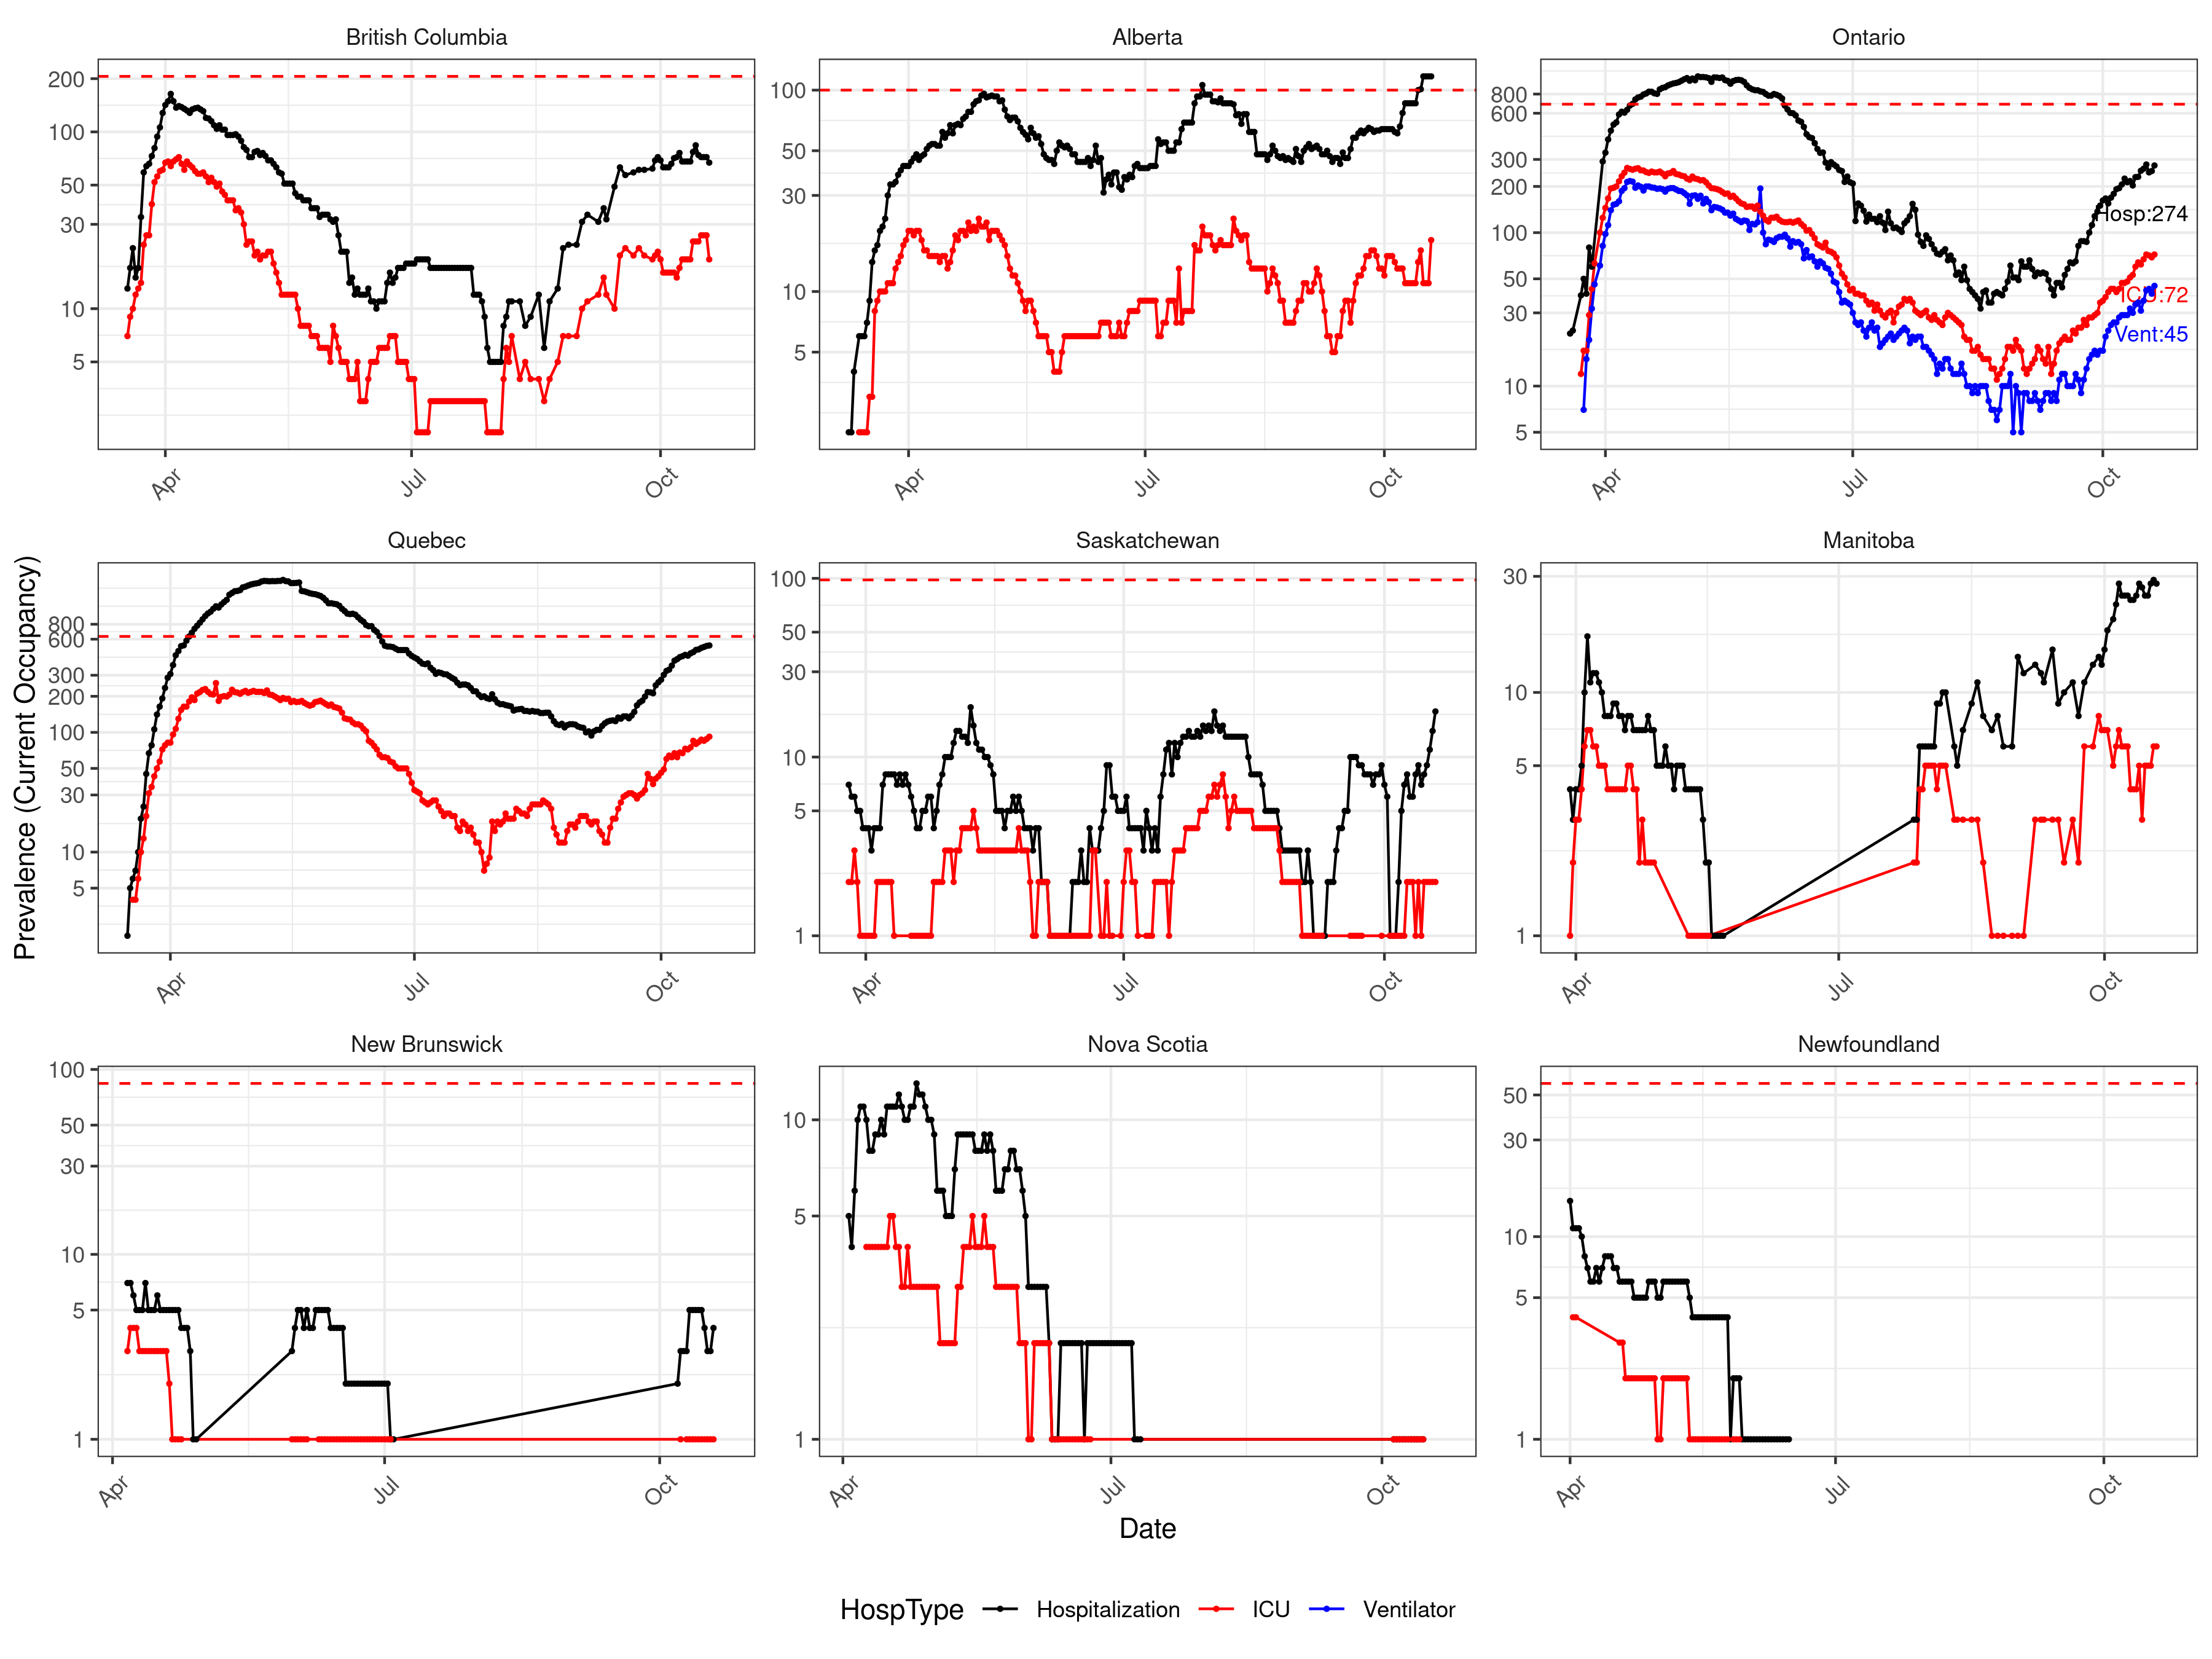 British Columbia
Alberta
Ontario
200
100
50
30
10
5
Apr
Jul
Oct
100
50
30
10
5
Apr
Jul
Oct
800
600
300
200
100
50
30
10
5
Hosp:274
ICU:72
Vent:45
Apr
Jul
Oct
Prevalence (Current Occupancy)
Quebec
Saskatchewan
Manitoba
800
600
300
200
100
50
30
10
5
Apr
Jul
Oct
100
50
30
10
5
1
Apr
Jul
Oct
30
10
5
1
Apr
Jul
Oct
New Brunswick
Nova Scotia
Newfoundland
100
50
30
10
5
1
Apr
Jul
Oct
10
5
1
Apr
Jul
Oct
50
30
10
5
1
Apr
Jul
Oct
Date
HospType Hospitalization ICU Ventilator